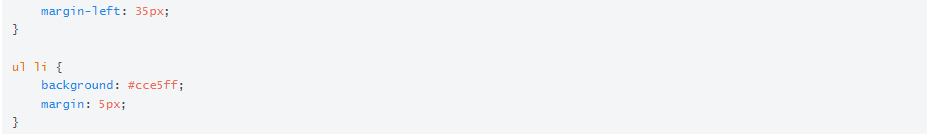 margin-left: 35px;
}

ul li {
    background: #cce5ff;
    margin: 5px;
}